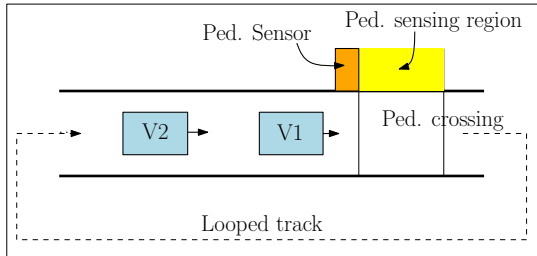 Ped. sensing region
Ped. Sensor
V2
V1
Ped. crossing
Looped track